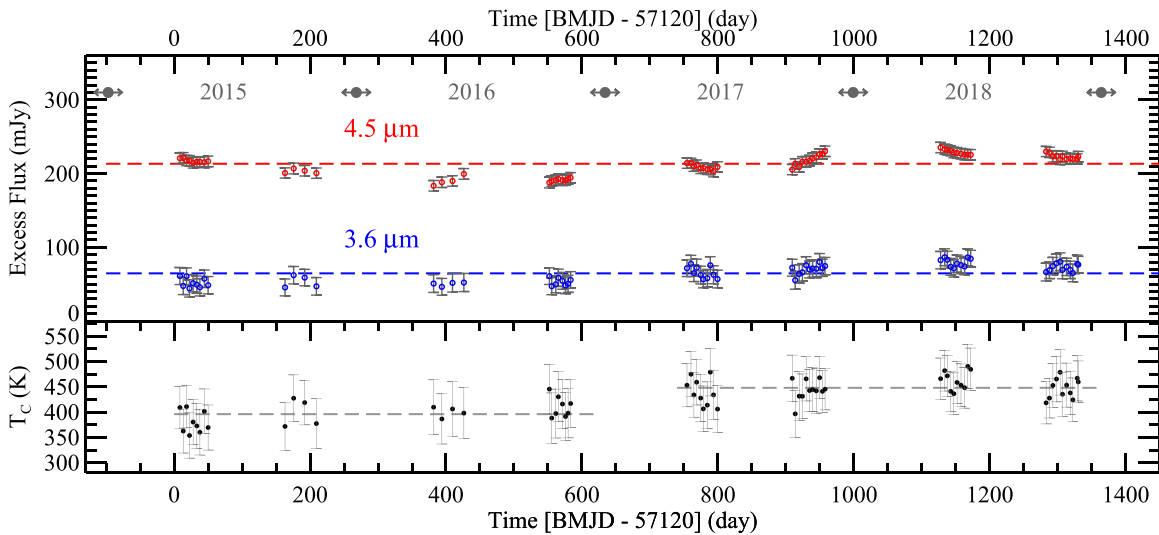 Time [BMJD - 57120] (day)
0 200 400 600 800 1000 1200 1400
300
200
100
0
Excess Flux (mJy)
2015 2016 2017 2018
4.5 μm
3.6 μm
550
500
450
400
350
300
T_C (K)
0 200 400 600 800 1000 1200 1400
Time [BMJD - 57120] (day)